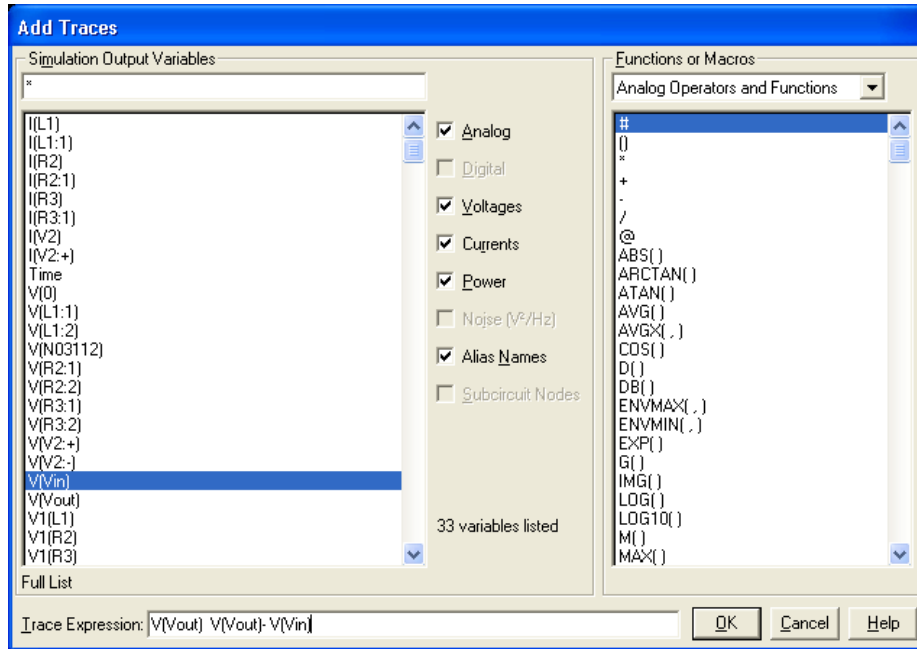 Add Traces
Simulation Output Variables
*
I(L1)
I(L1:1)
I(R2)
I(R2:1)
I(R3)
I(R3:1)
I(V2)
I(V2:+)
Time
V(0)
V(L1:1)
V(L1:2)
V(N03112)
V(R2:1)
V(R2:2)
V(R3:1)
V(R3:2)
V(V2:+)
V(V2:-)
V(Vin)
V(Vout)
V1(L1)
V1(R2)
V1(R3)
Full List
Analog
Digital
Voltages
Currents
Power
Noise (V²/Hz)
Alias Names
Subcircuit Nodes
33 variables listed
Functions or Macros
Analog Operators and Functions
#
()
*
+
-
/
@
ABS( )
ARCTAN( )
ATAN( )
AVG( )
AVGX( , )
COS( )
D( )
DB( )
ENVMAX( , )
ENVMIN( , )
EXP( )
G( )
IMG( )
LOG( )
LOG10( )
M( )
MAX( )
Trace Expression: V(Vout) V(Vout)- V(Vin)
OK Cancel Help